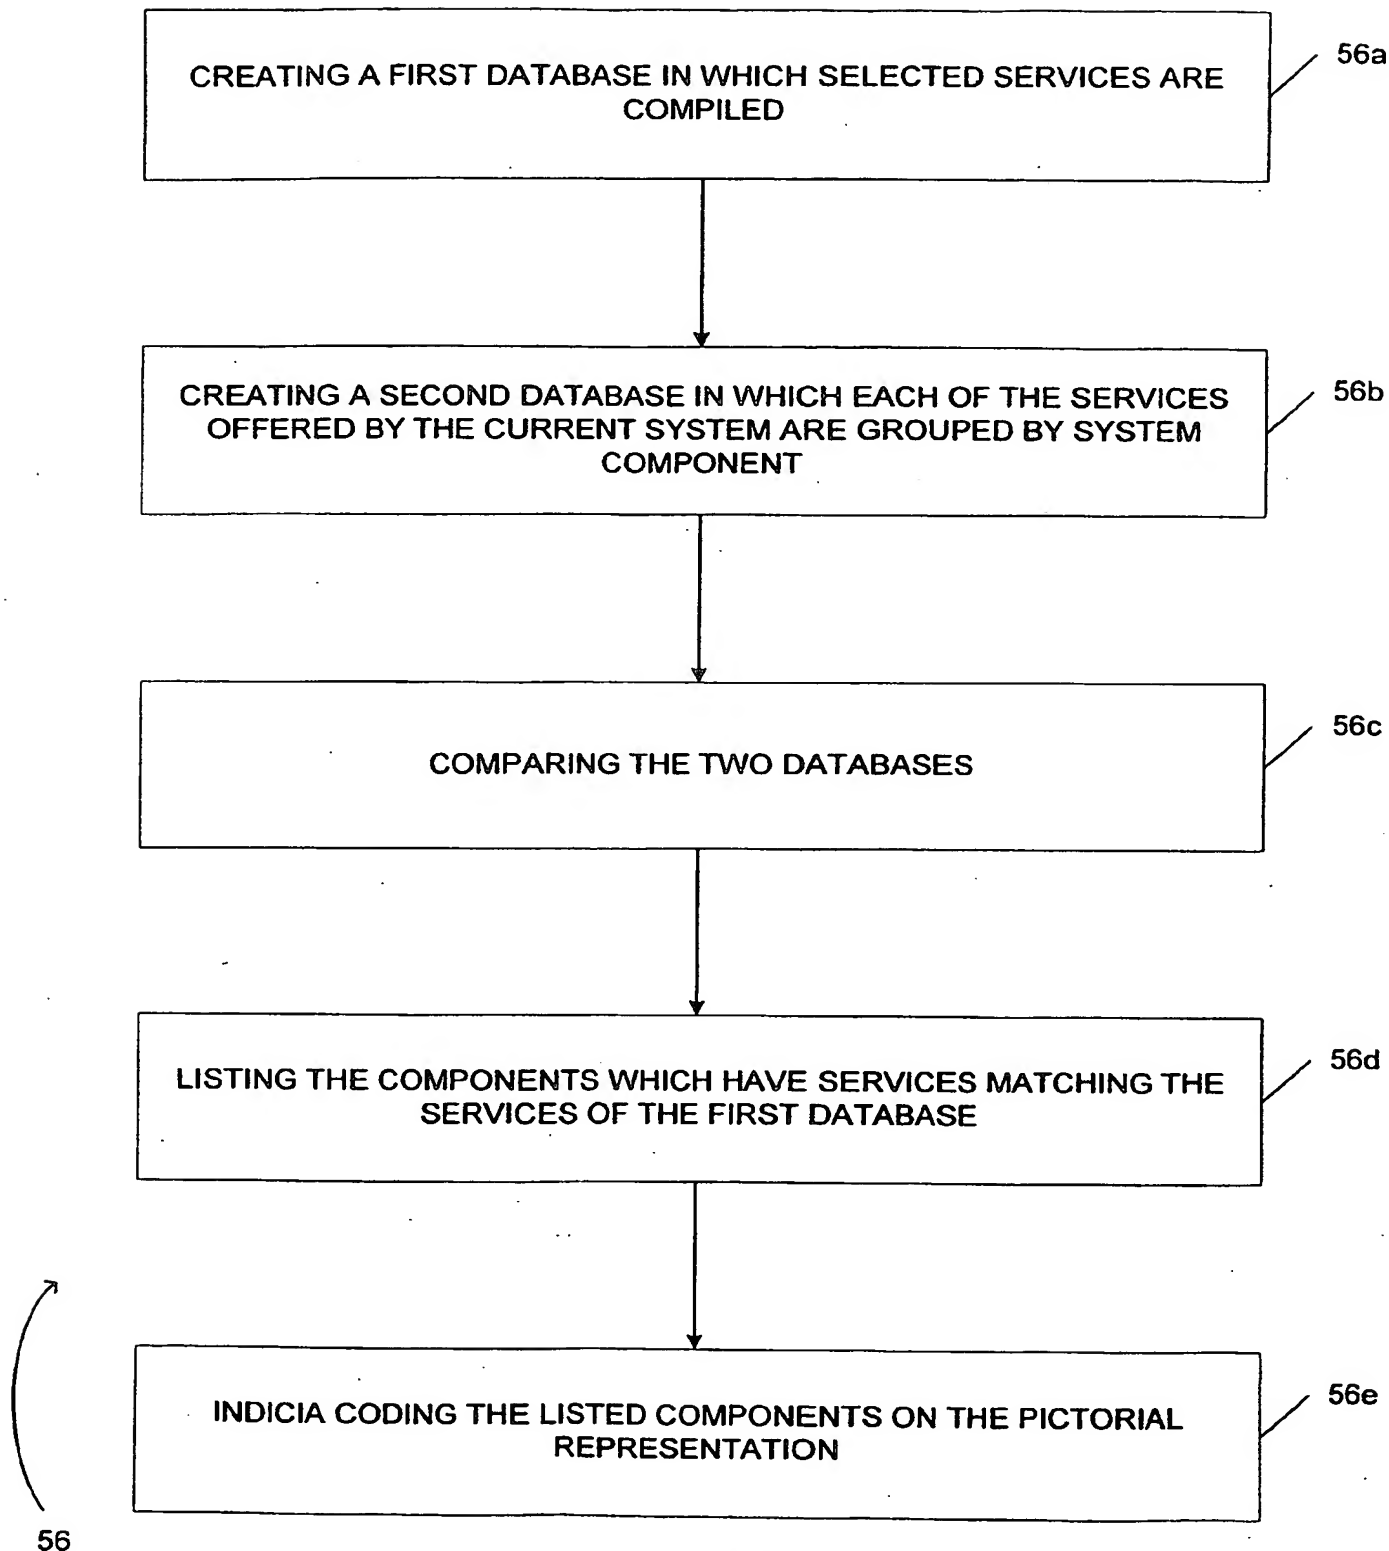 CREATING A FIRST DATABASE IN WHICH SELECTED SERVICES ARE
COMPILED
56a
CREATING A SECOND DATABASE IN WHICH EACH OF THE SERVICES
OFFERED BY THE CURRENT SYSTEM ARE GROUPED BY SYSTEM
COMPONENT
56b
COMPARING THE TWO DATABASES
56c
LISTING THE COMPONENTS WHICH HAVE SERVICES MATCHING THE
SERVICES OF THE FIRST DATABASE
56d
INDICIA CODING THE LISTED COMPONENTS ON THE PICTORIAL
REPRESENTATION
56e
56